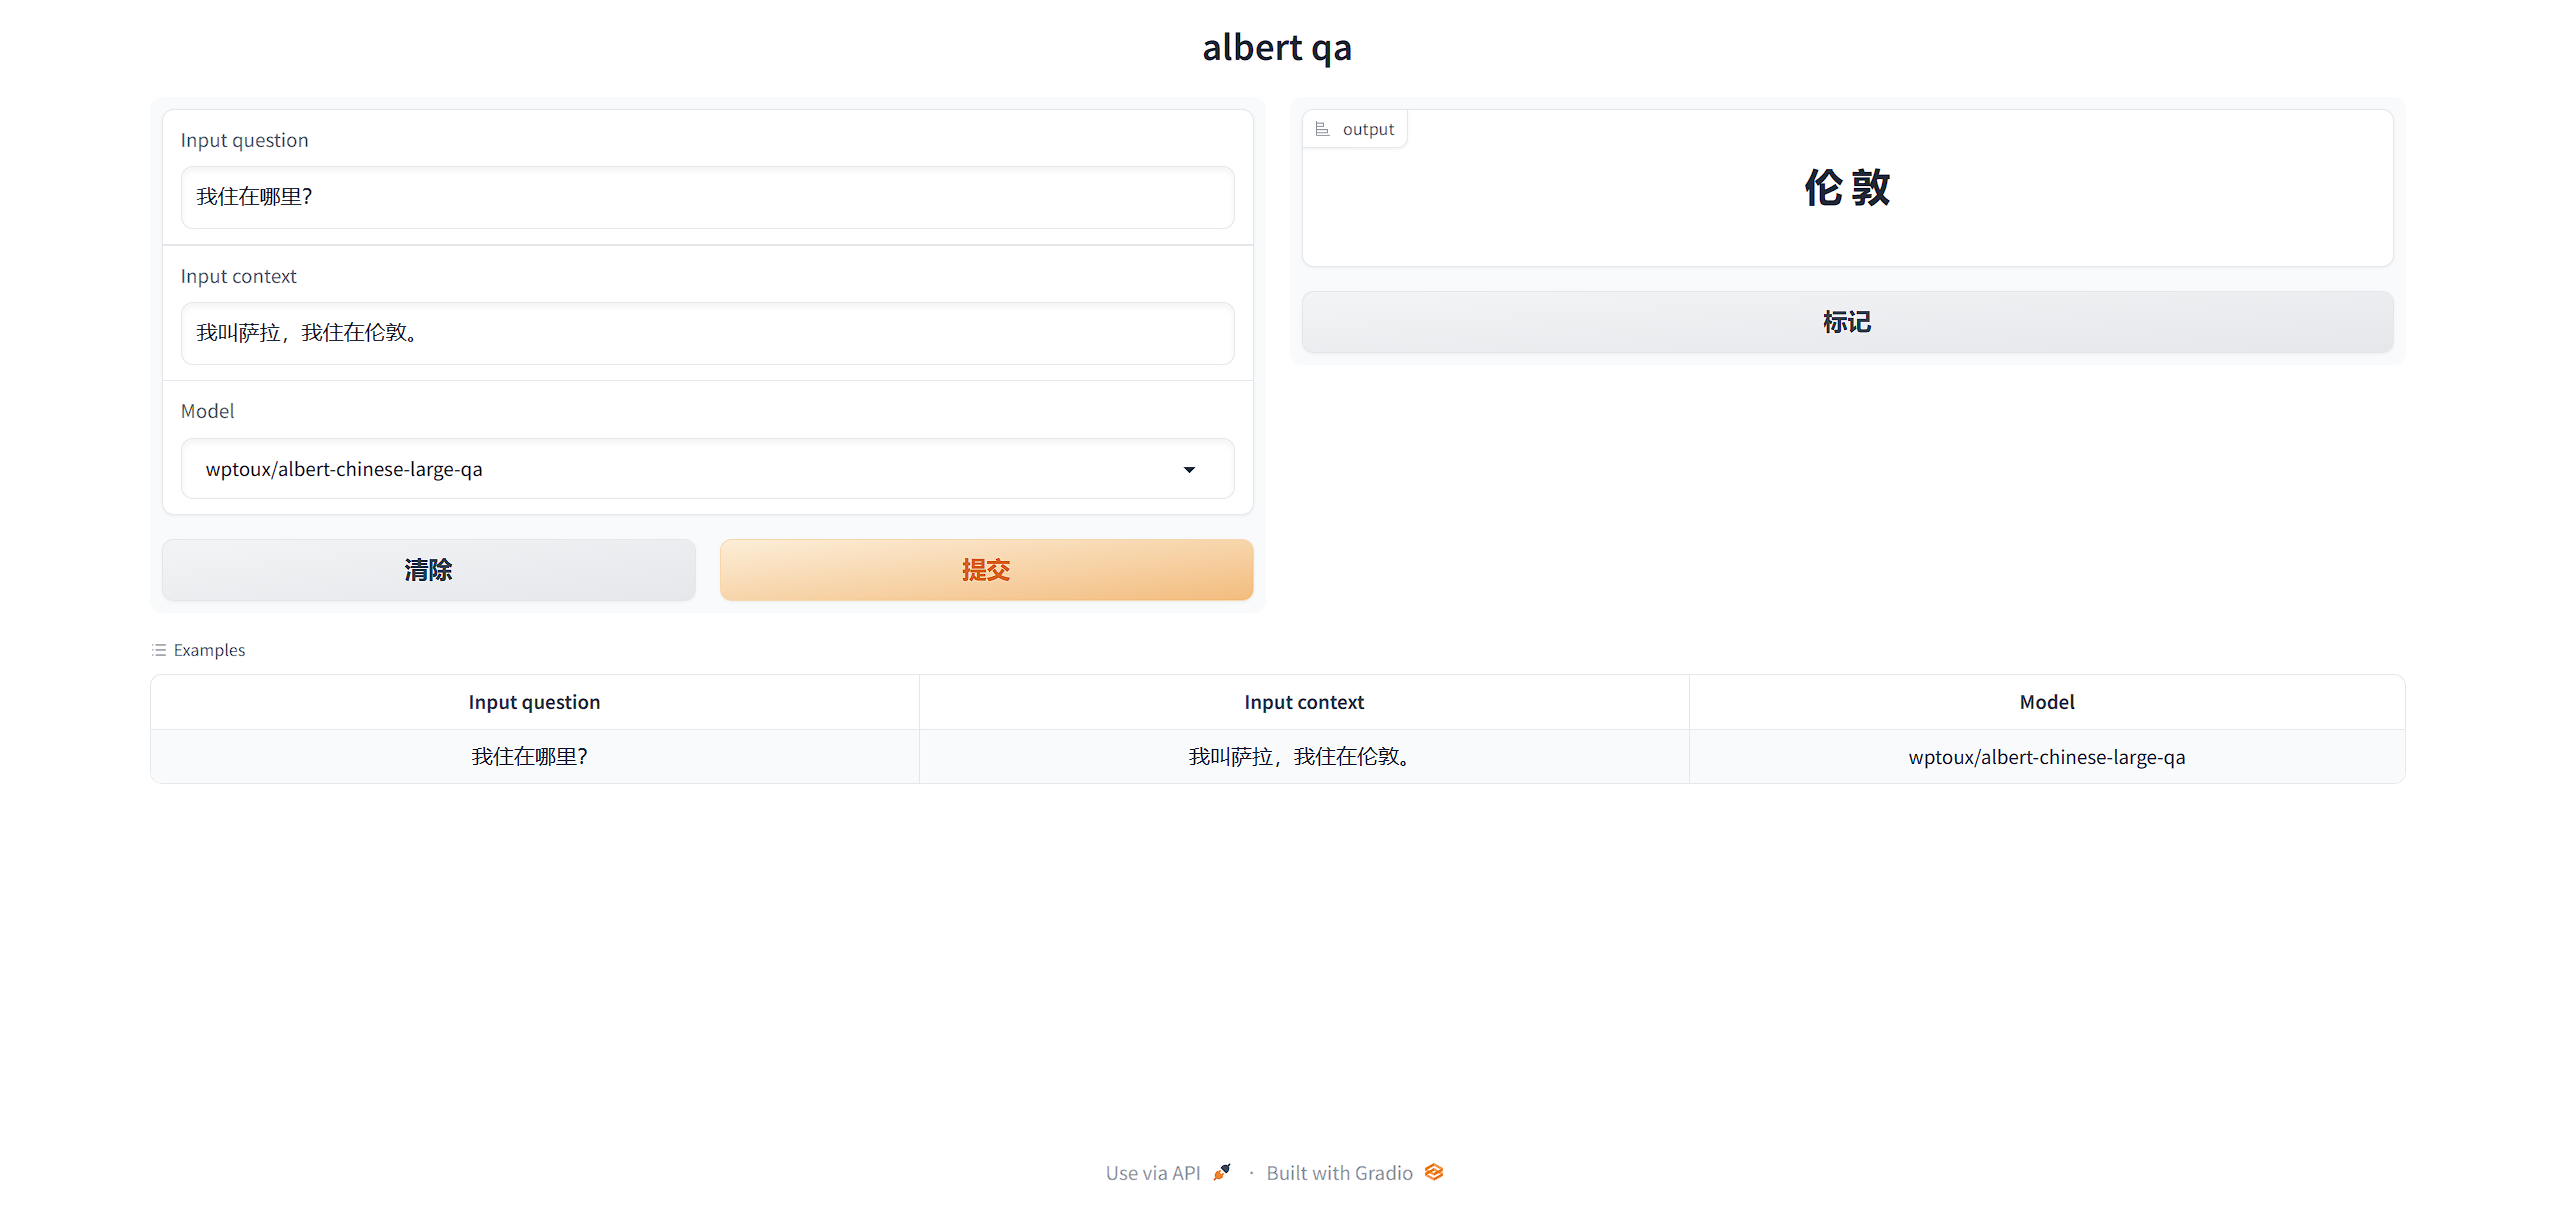 albert qa
Input question
我住在哪里?
Input context
我叫萨拉，我住在伦敦。
Model
wptoux/albert-chinese-large-qa
清除
提交
output
伦 敦
标记
Examples
Input question Input context Model
我住在哪里? 我叫萨拉，我住在伦敦。 wptoux/albert-chinese-large-qa
Use via API · Built with Gradio